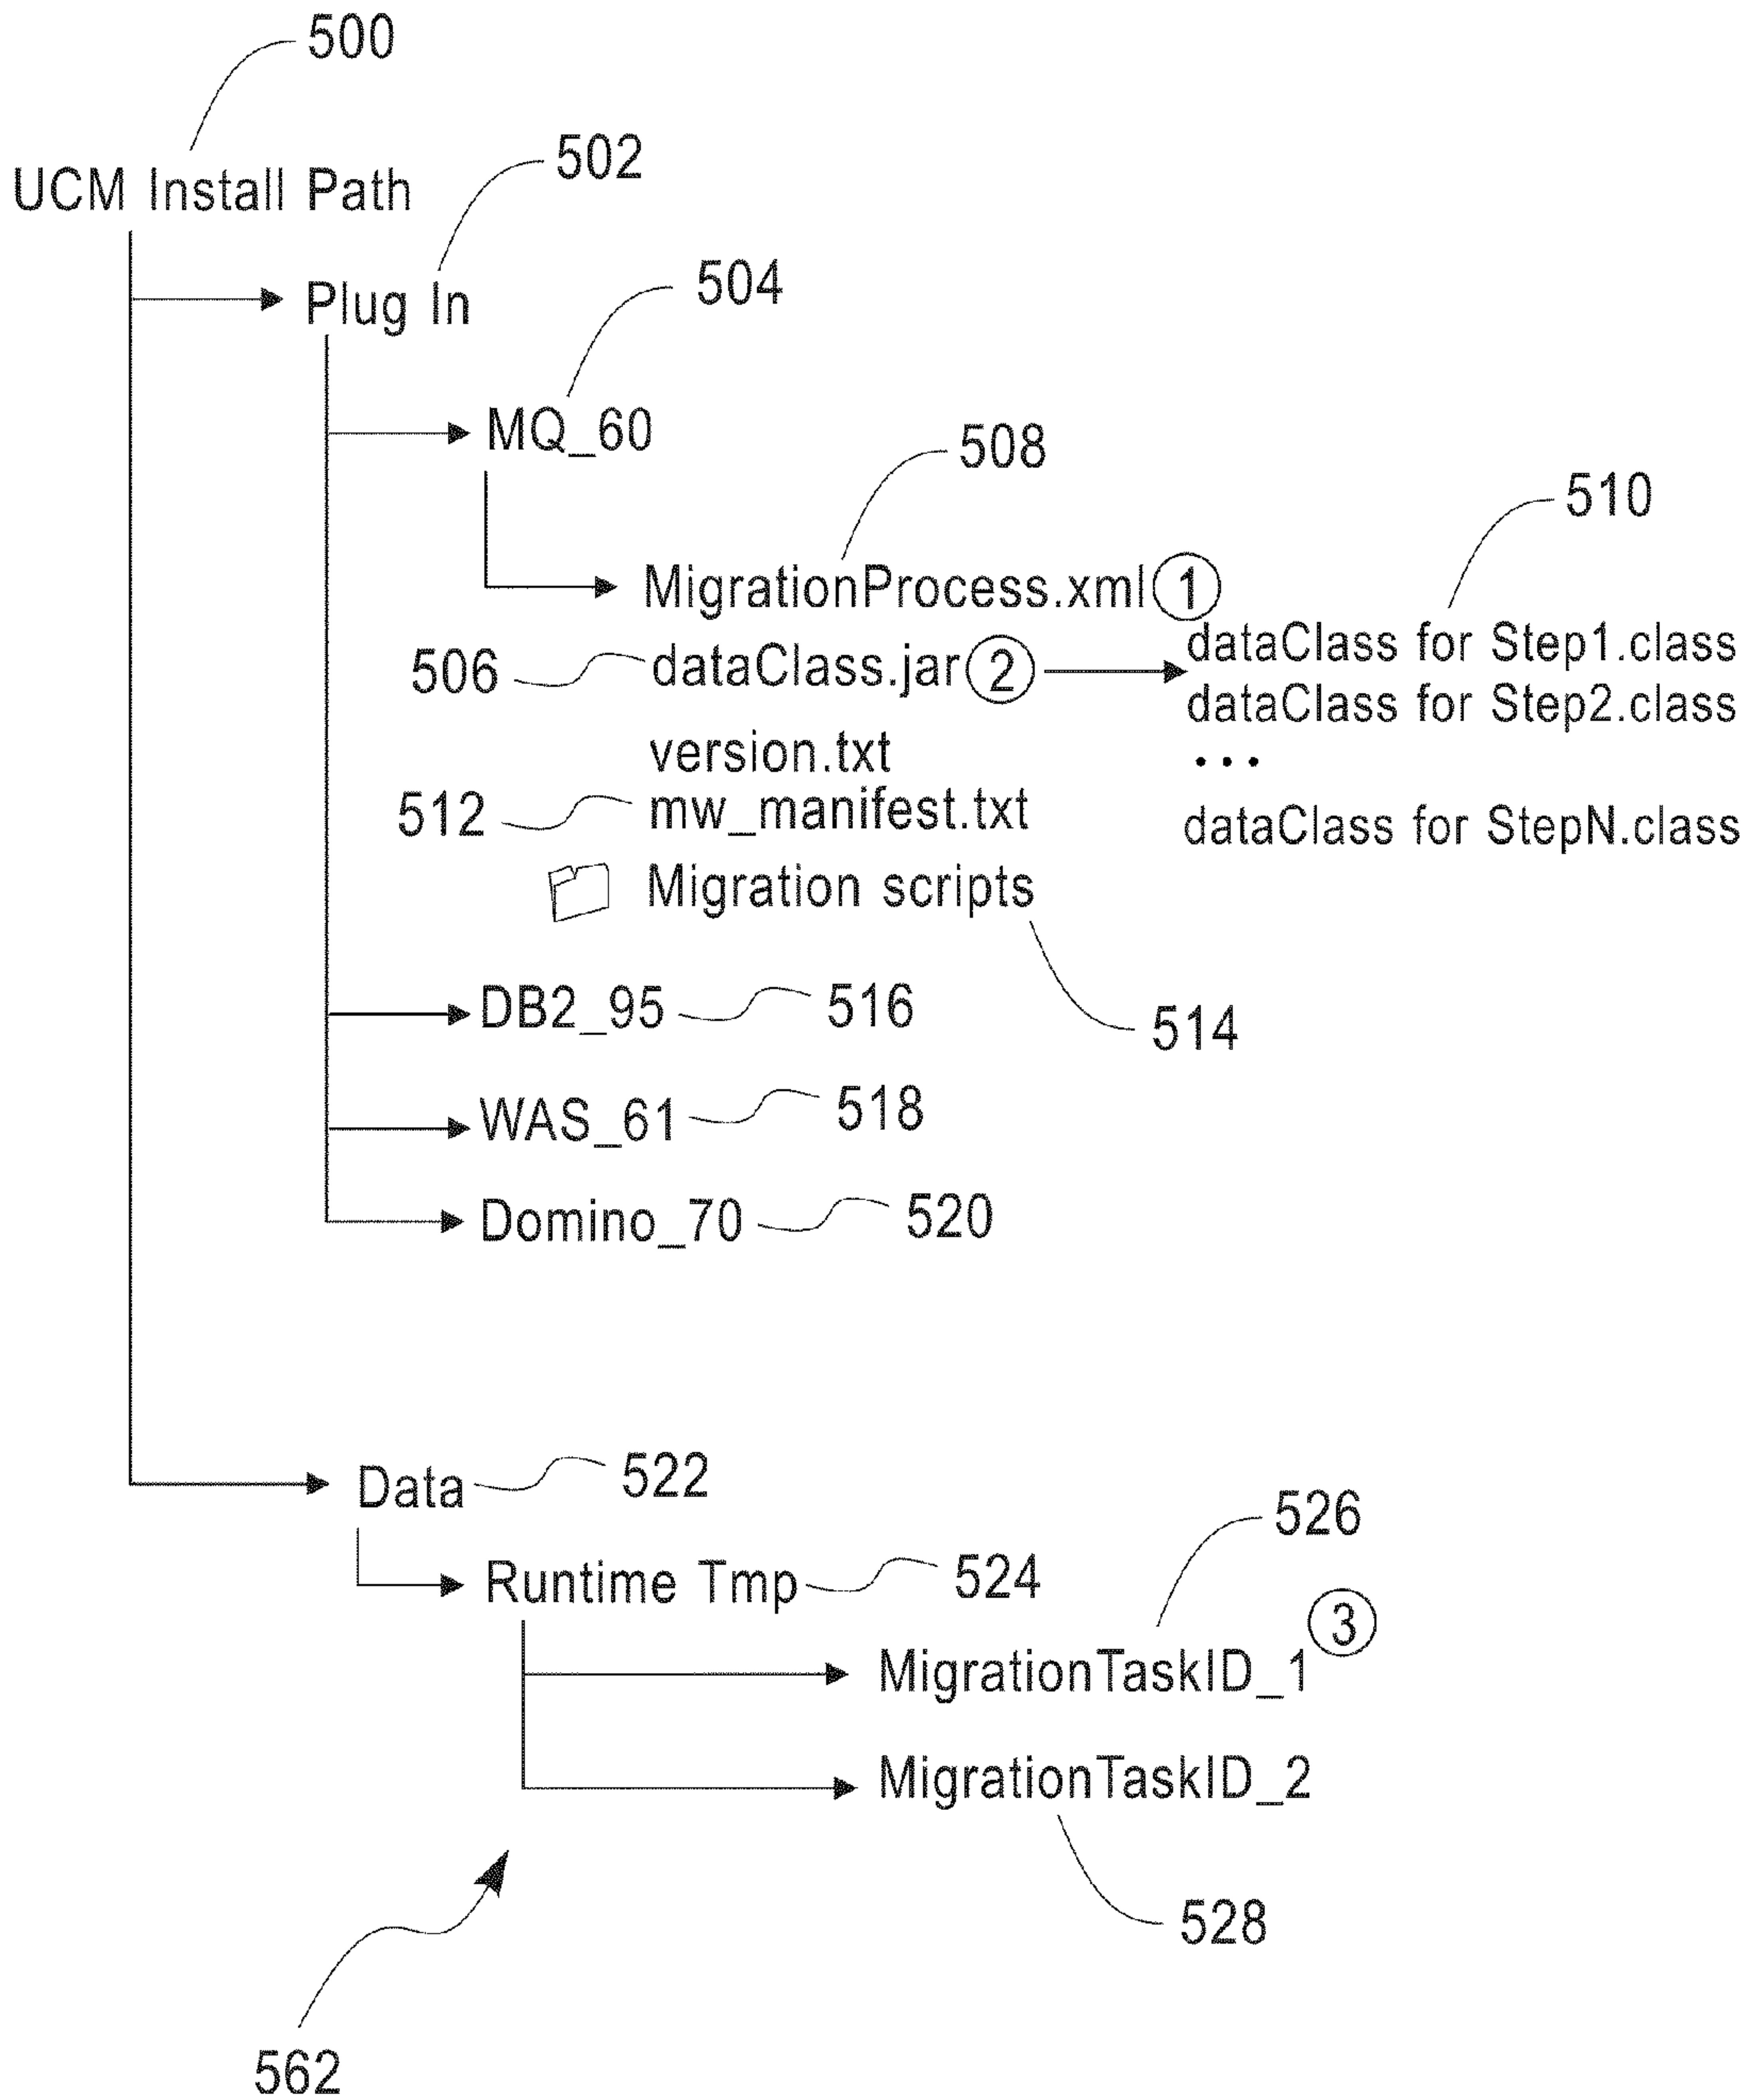 500
UCM Install Path
502
Plug In
504
MQ_60
508
MigrationProcess.xml 1
510
506 dataClass.jar 2
dataClass for Step1.class
dataClass for Step2.class
...
dataClass for StepN.class
version.txt
512 mw_manifest.txt
Migration scripts
514
DB2_95 516
WAS_61 518
Domino_70 520
Data 522
526
Runtime Tmp 524
3
MigrationTaskID_1
MigrationTaskID_2
528
562